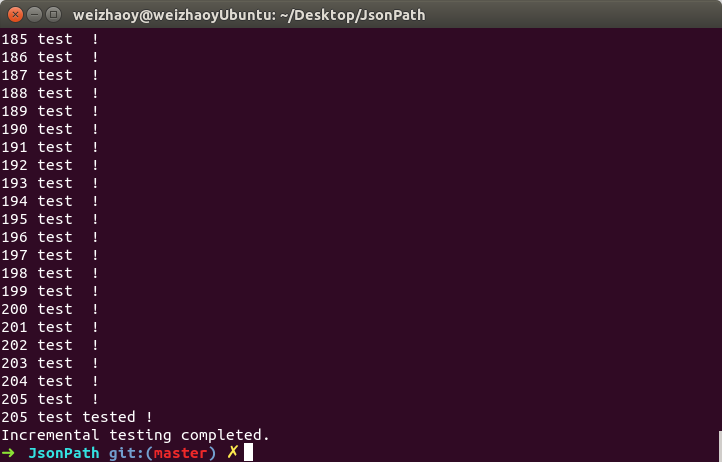 weizhaoy@weizhaoyUbuntu: ~/Desktop/JsonPath
185 test  !
186 test  !
187 test  !
188 test  !
189 test  !
190 test  !
191 test  !
192 test  !
193 test  !
194 test  !
195 test  !
196 test  !
197 test  !
198 test  !
199 test  !
200 test  !
201 test  !
202 test  !
203 test  !
204 test  !
205 test  !
205 test tested !
Incremental testing completed.
➜  JsonPath git:(master) ✗